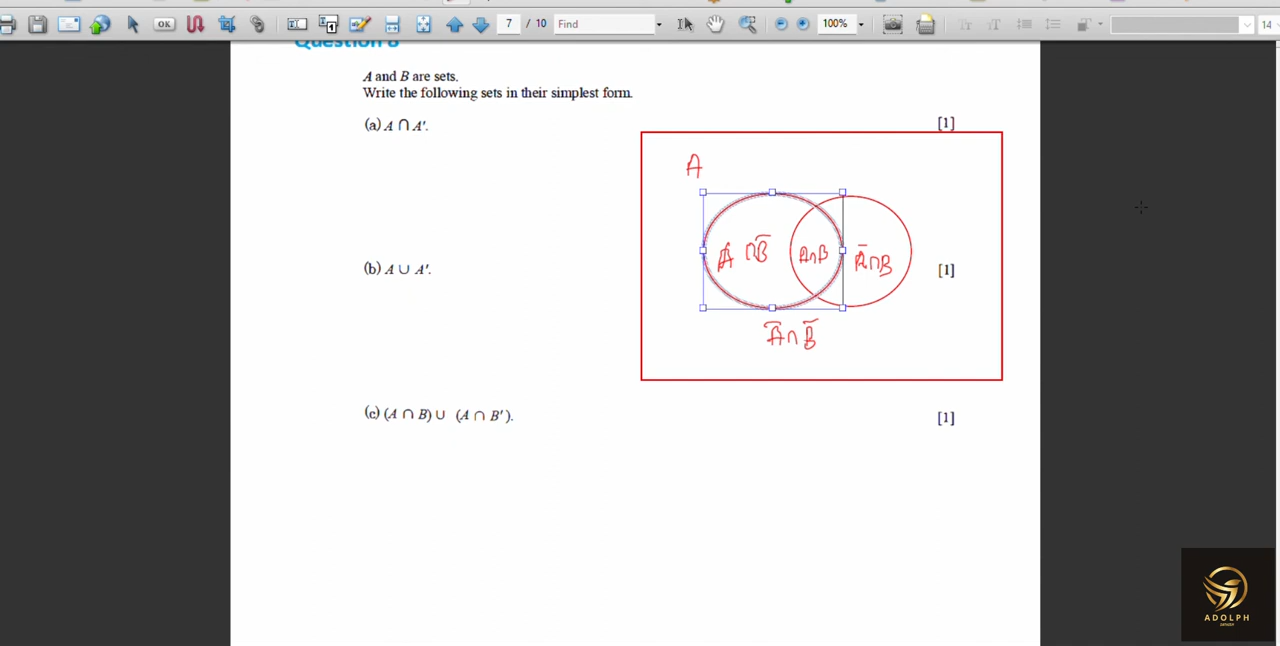 7 / 10 Find 100% 14
Question 8
A and B are sets.
Write the following sets in their simplest form.
(a) A ∩ A′. [1]
A
A ∩ B̅
A∩B
A̅∩B
A̅∩B̅
(b) A ∪ A′. [1]
(c) (A ∩ B) ∪ (A ∩ B′). [1]
OK
ADOLPH